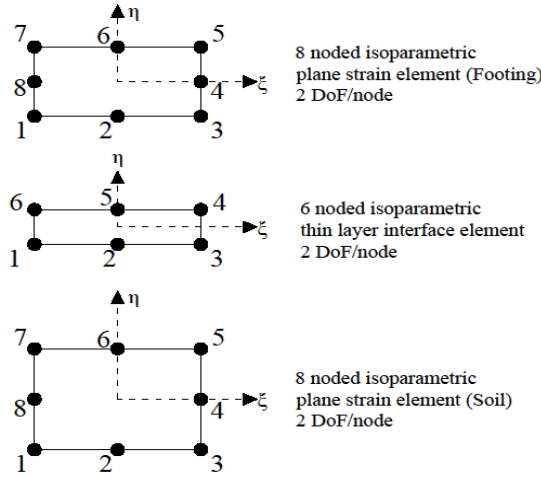 η
7 6 5
8 noded isoparametric
plane strain element (Footing)
2 DoF/node
8 4 ξ
1 2 3
η
6 5 4
6 noded isoparametric
thin layer interface element
2 DoF/node
ξ
1 2 3
η
7 6 5
8 noded isoparametric
plane strain element (Soil)
2 DoF/node
8 4 ξ
1 2 3